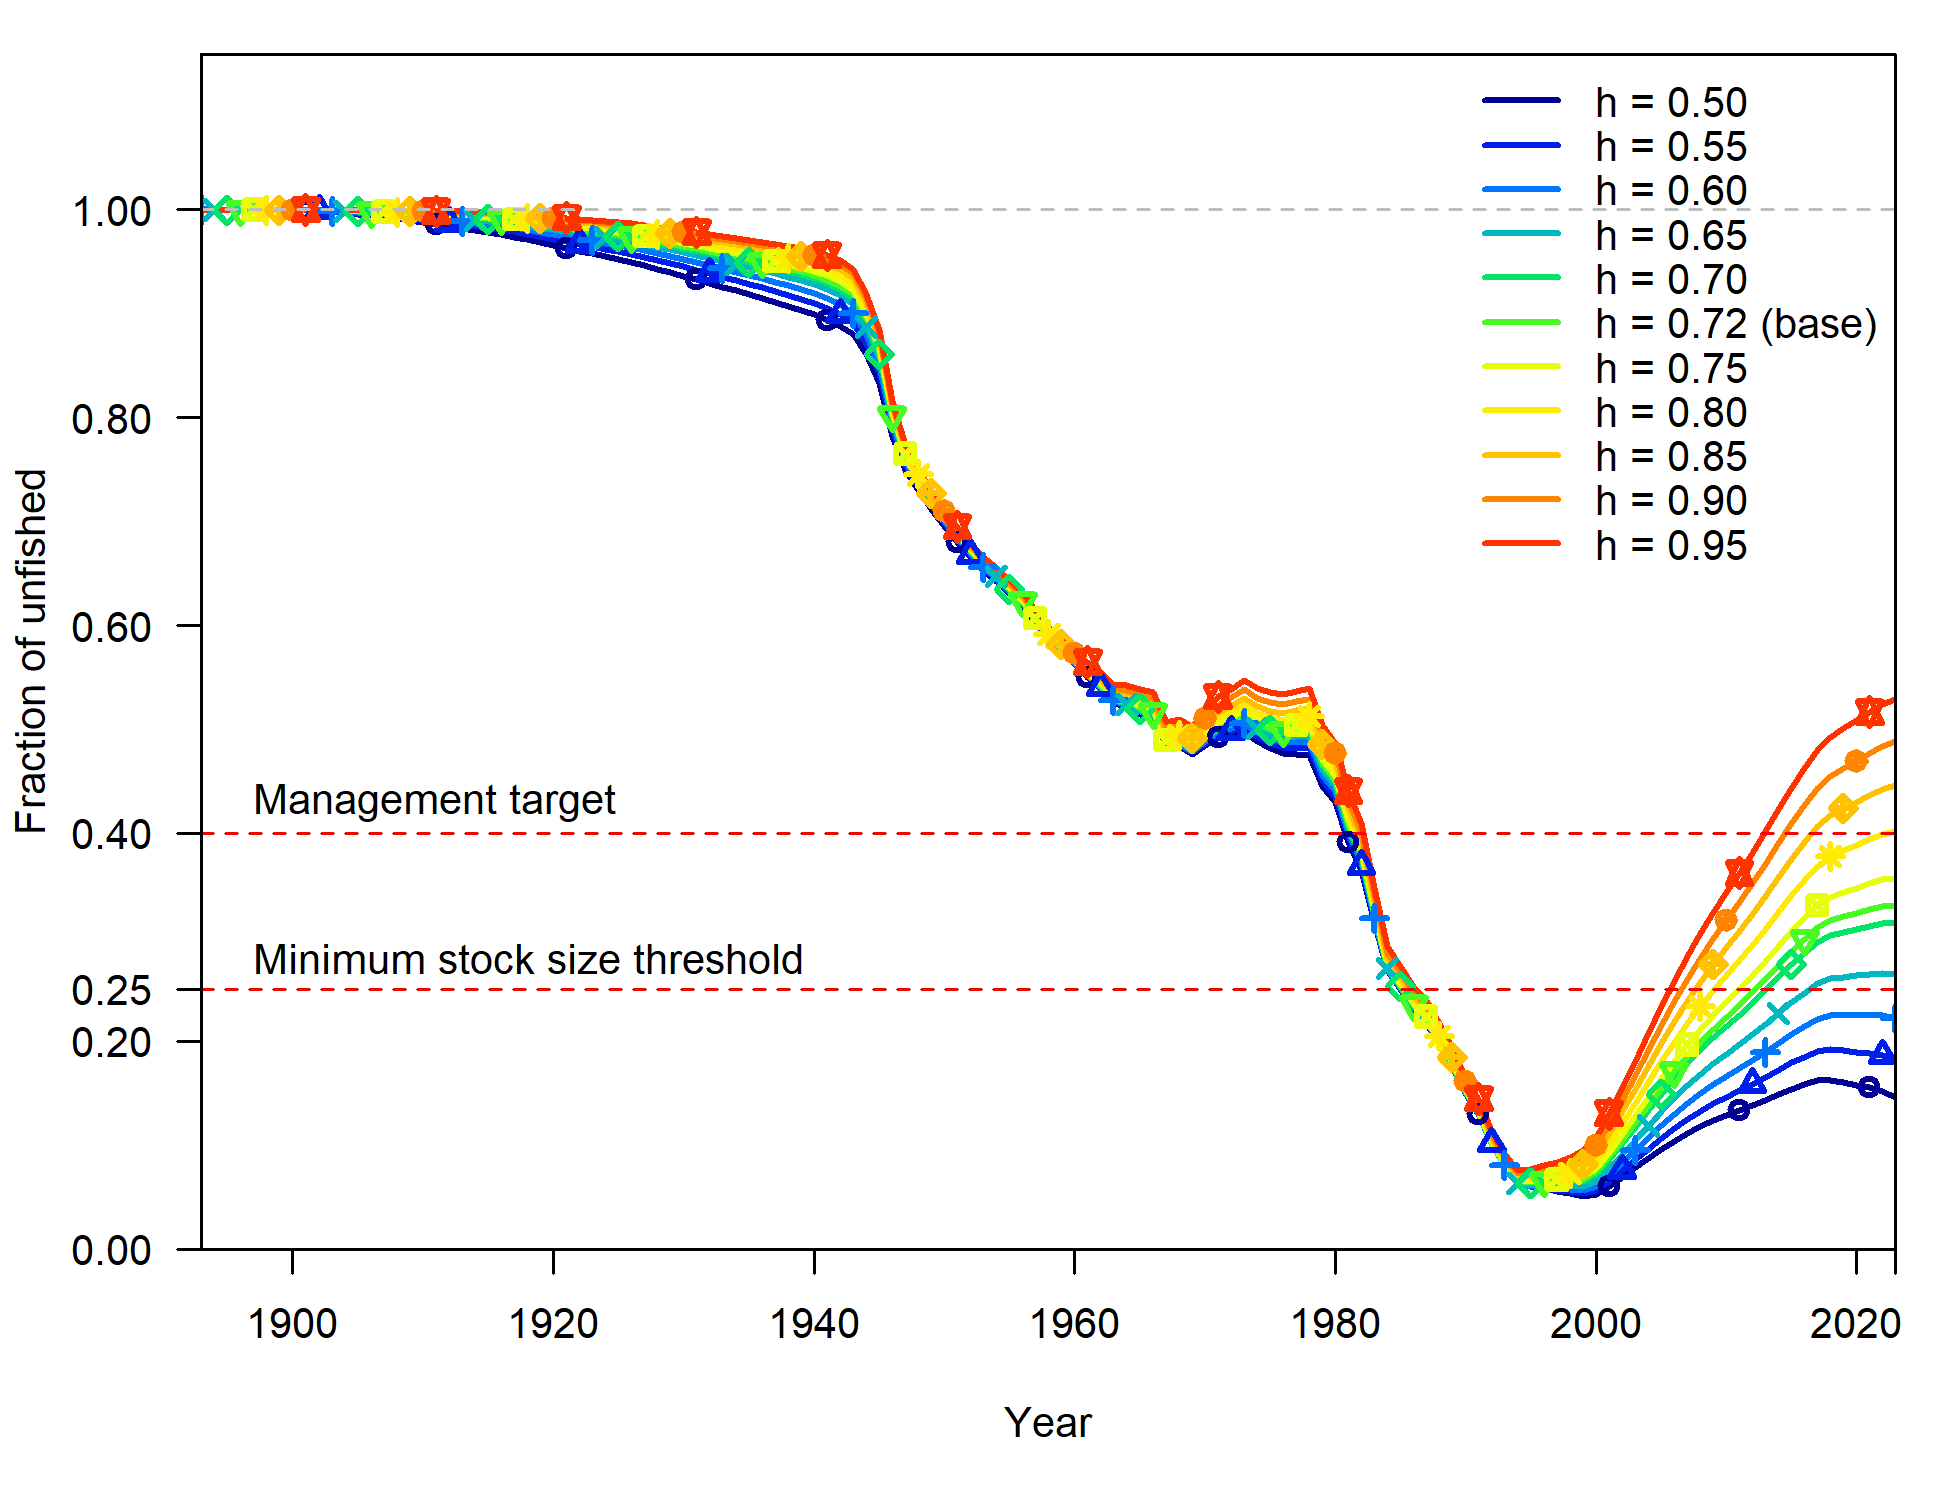 h = 0.50
h = 0.55
h = 0.60
h = 0.65
h = 0.70
h = 0.72 (base)
h = 0.75
h = 0.80
h = 0.85
h = 0.90
h = 0.95
Fraction of unfished
1.00
0.80
0.60
0.40
0.25
0.20
0.00
Management target
Minimum stock size threshold
1900 1920 1940 1960 1980 2000 2020
Year